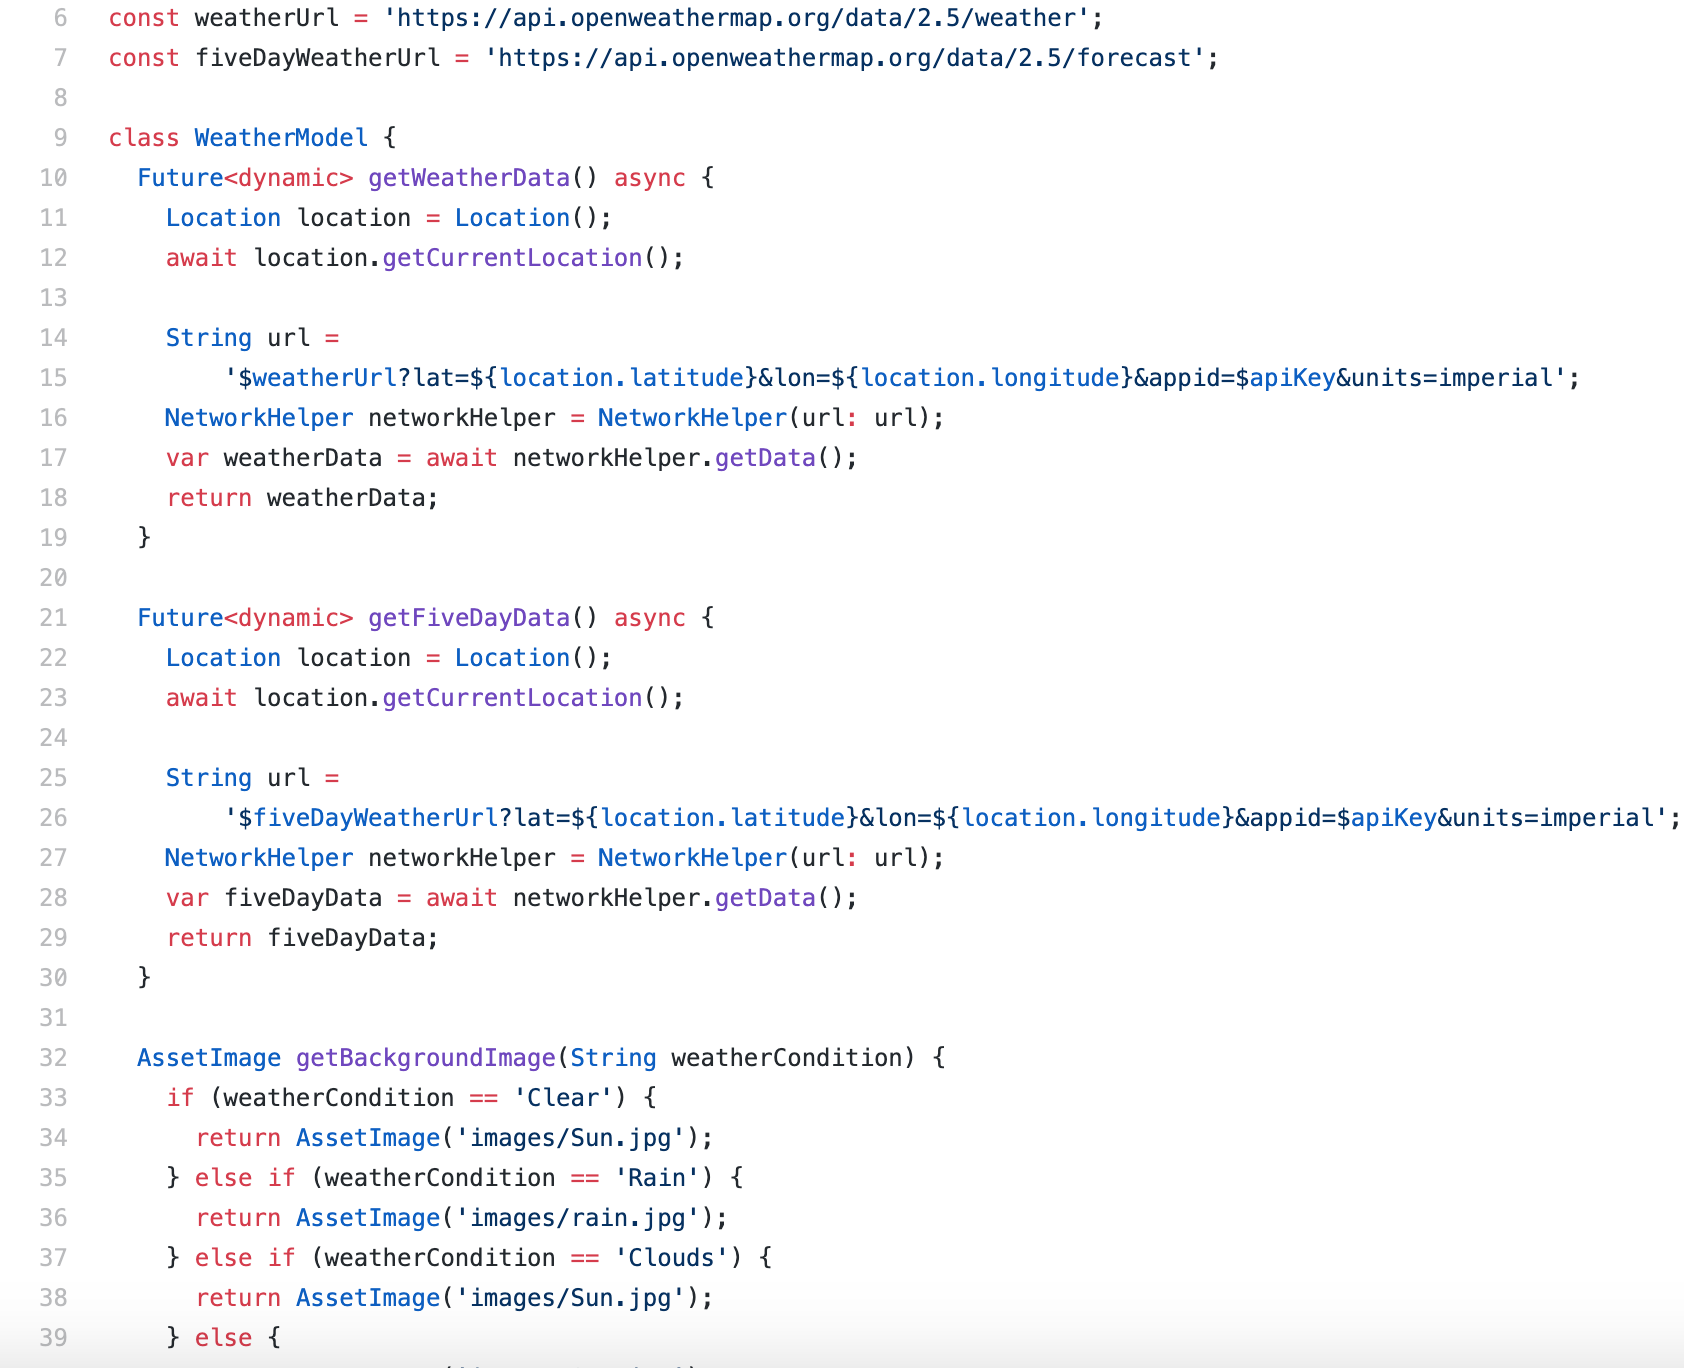 6 const weatherUrl = 'https://api.openweathermap.org/data/2.5/weather';
7 const fiveDayWeatherUrl = 'https://api.openweathermap.org/data/2.5/forecast';
8
9 class WeatherModel {
10 Future<dynamic> getWeatherData() async {
11 Location location = Location();
12 await location.getCurrentLocation();
13
14 String url =
15 '$weatherUrl?lat=${location.latitude}&lon=${location.longitude}&appid=$apiKey&units=imperial';
16 NetworkHelper networkHelper = NetworkHelper(url: url);
17 var weatherData = await networkHelper.getData();
18 return weatherData;
19 }
20
21 Future<dynamic> getFiveDayData() async {
22 Location location = Location();
23 await location.getCurrentLocation();
24
25 String url =
26 '$fiveDayWeatherUrl?lat=${location.latitude}&lon=${location.longitude}&appid=$apiKey&units=imperial';
27 NetworkHelper networkHelper = NetworkHelper(url: url);
28 var fiveDayData = await networkHelper.getData();
29 return fiveDayData;
30 }
31
32 AssetImage getBackgroundImage(String weatherCondition) {
33 if (weatherCondition == 'Clear') {
34 return AssetImage('images/Sun.jpg');
35 } else if (weatherCondition == 'Rain') {
36 return AssetImage('images/rain.jpg');
37 } else if (weatherCondition == 'Clouds') {
38 return AssetImage('images/Sun.jpg');
39 } else {